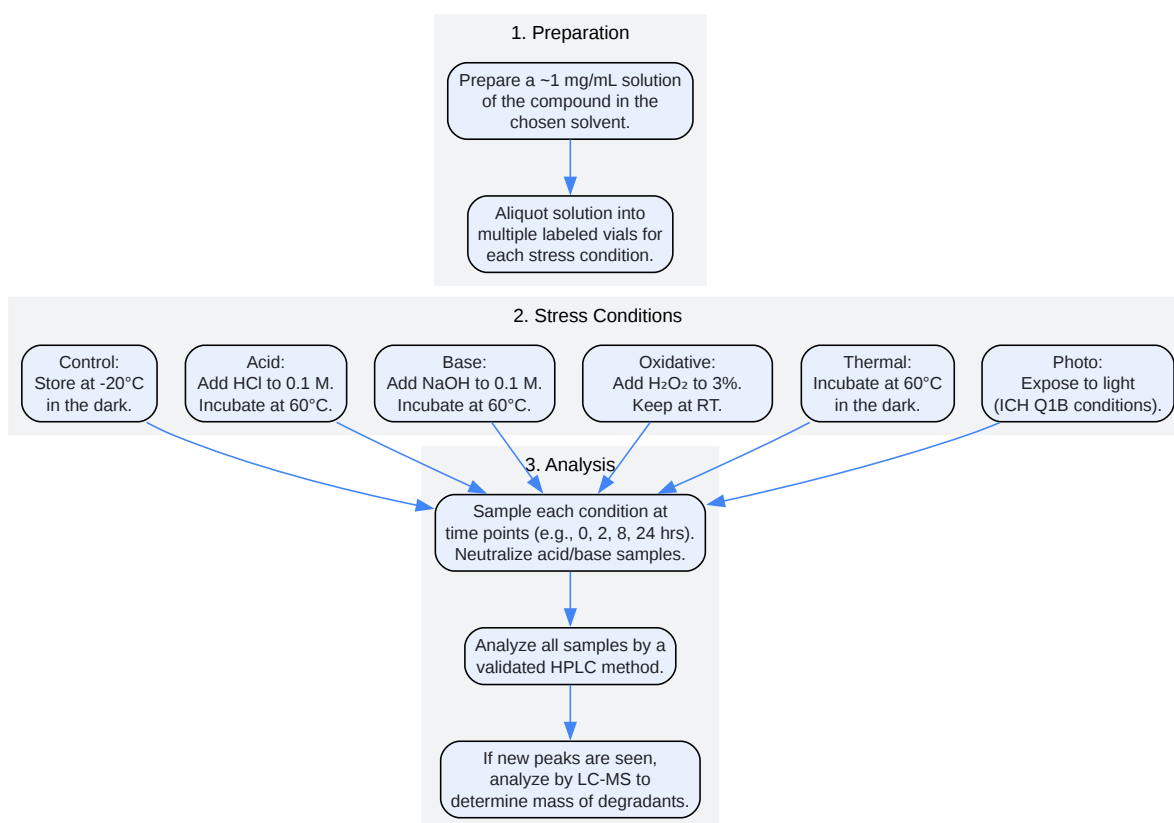 1. Preparation
Prepare a ~1 mg/mL solution
of the compound in the
chosen solvent.
Aliquot solution into
multiple labeled vials for
each stress condition.
2. Stress Conditions
Control:
Store at -20°C
in the dark.
Acid:
Add HCl to 0.1 M.
Incubate at 60°C.
Base:
Add NaOH to 0.1 M.
Incubate at 60°C.
Oxidative:
Add H₂O₂ to 3%.
Keep at RT.
Thermal:
Incubate at 60°C
in the dark.
Photo:
Expose to light
(ICH Q1B conditions).
3. Analysis
Sample each condition at
time points (e.g., 0, 2, 8, 24 hrs).
Neutralize acid/base samples.
Analyze all samples by a
validated HPLC method.
If new peaks are seen,
analyze by LC-MS to
determine mass of degradants.